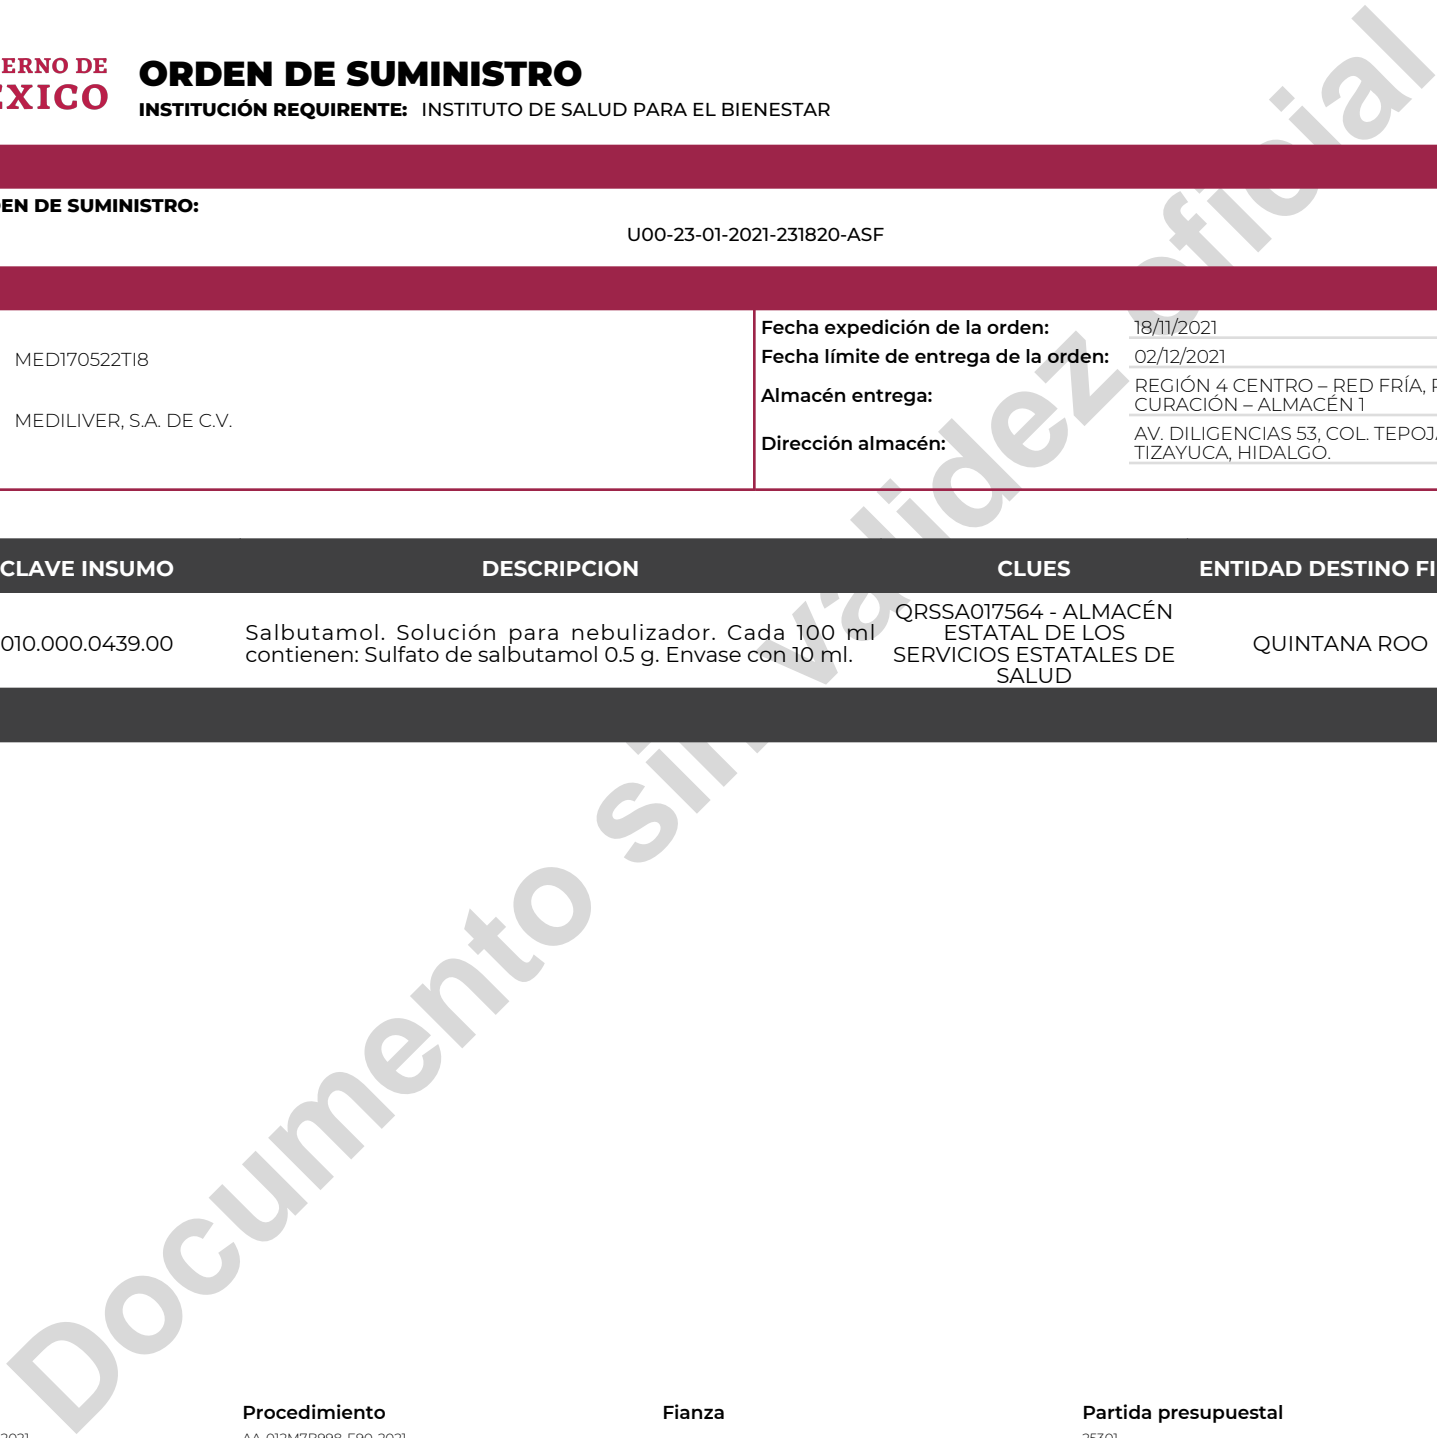 ERNO DE
EXICO
ORDEN DE SUMINISTRO
INSTITUCIÓN REQUIRENTE: INSTITUTO DE SALUD PARA EL BIENESTAR
EN DE SUMINISTRO:
U00-23-01-2021-231820-ASF
MED170522TI8
MEDILIVER, S.A. DE C.V.
Fecha expedición de la orden: 18/11/2021
Fecha límite de entrega de la orden: 02/12/2021
Almacén entrega: REGIÓN 4 CENTRO – RED FRÍA,
CURACIÓN – ALMACÉN 1
Dirección almacén: AV. DILIGENCIAS 53, COL. TEPOJ
TIZAYUCA, HIDALGO.
CLAVE INSUMO DESCRIPCION CLUES ENTIDAD DESTINO FI
010.000.0439.00
Salbutamol. Solución para nebulizador. Cada 100 ml
contienen: Sulfato de salbutamol 0.5 g. Envase con 10 ml.
QRSSA017564 - ALMACÉN
ESTATAL DE LOS
SERVICIOS ESTATALES DE
SALUD
QUINTANA ROO
Procedimiento Fianza Partida presupuestal
Documento sin validez oficial